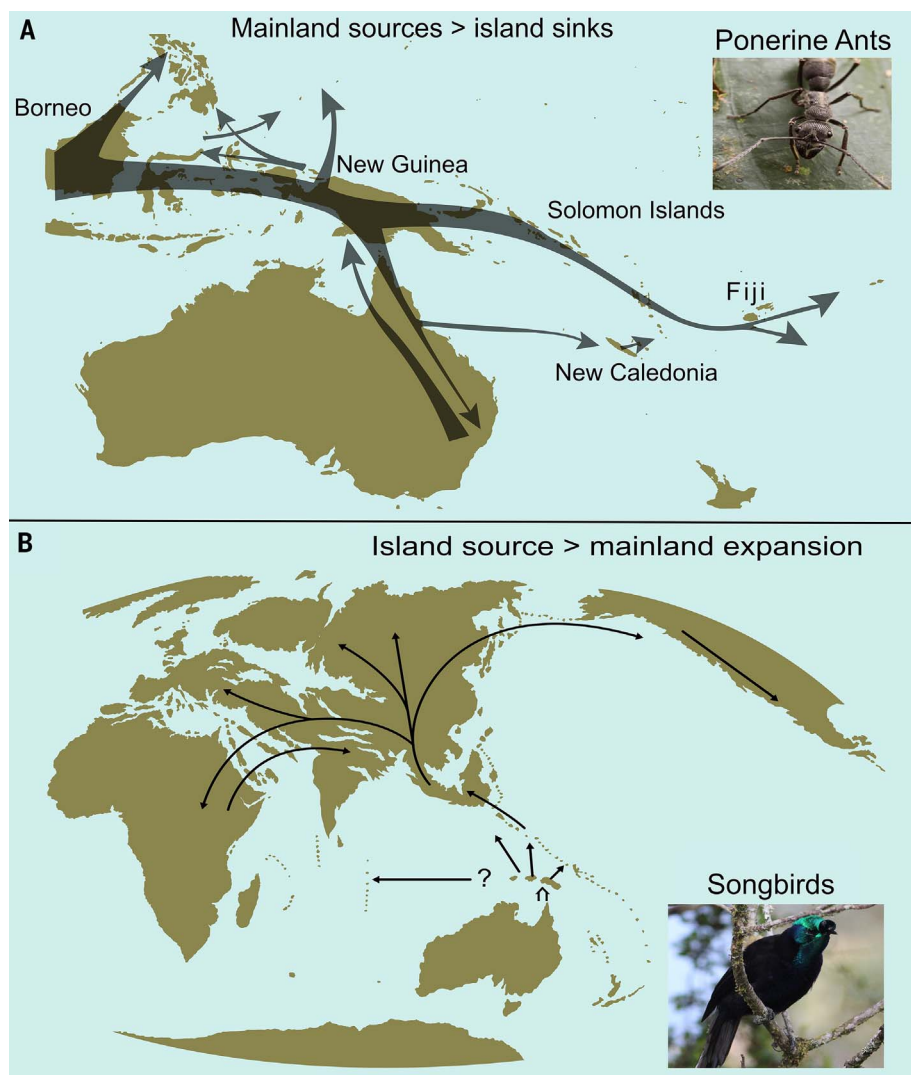 A
Mainland sources > island sinks
Ponerine Ants
Borneo
New Guinea
Solomon Islands
Fiji
New Caledonia
B
Island source > mainland expansion
?
Songbirds